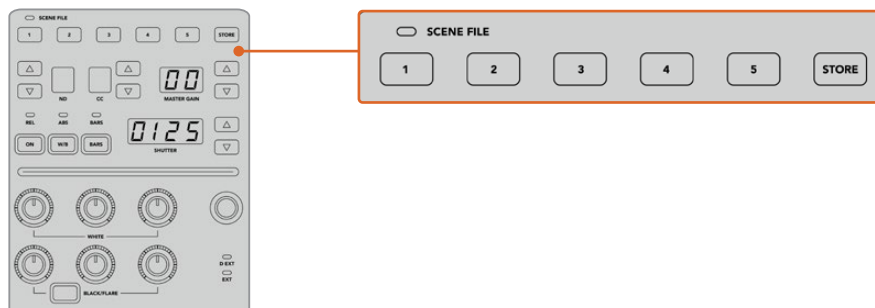 SCENE FILE
1 2 3 4 5 STORE
ND CC 00 MASTER GAIN
REL ABS BARS
ON W/B BARS 0125 SHUTTER
WHITE
D EXT
EXT
BLACK/FLARE
SCENE FILE
1 2 3 4 5 STORE